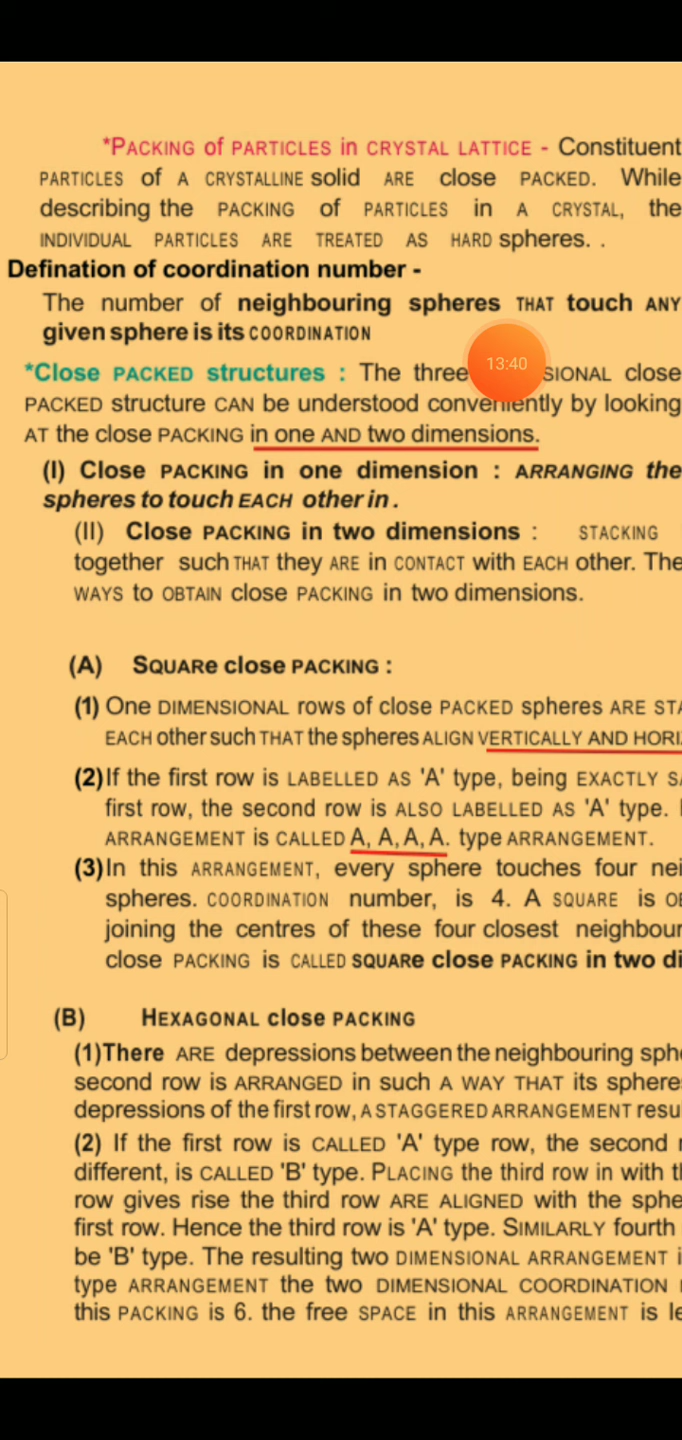 *PACKING of PARTICLES in CRYSTAL LATTICE - Constituent
PARTICLES of A CRYSTALLINE solid ARE close PACKED. While
describing the PACKING of PARTICLES in A CRYSTAL, the
INDIVIDUAL PARTICLES ARE TREATED AS HARD spheres. .
Defination of coordination number -
The number of neighbouring spheres THAT touch ANY
given sphere is its COORDINATION
13:40
*Close PACKED structures : The three SIONAL close
PACKED structure CAN be understood conveniently by looking
AT the close PACKING in one AND two dimensions.
(I) Close PACKING in one dimension : ARRANGING the
spheres to touch EACH other in .
(II) Close PACKING in two dimensions : STACKING
together such THAT they ARE in CONTACT with EACH other. The
WAYS to OBTAIN close PACKING in two dimensions.
(A) SQUARe close PACKING :
(1) One DIMENSIONAL rows of close PACKED spheres ARE STA
EACH other such THAT the spheres ALIGN VERTICALLY AND HORI
(2) If the first row is LABELLED AS 'A' type, being EXACTLY SA
first row, the second row is ALSO LABELLED AS 'A' type.
ARRANGEMENT is CALLED A, A, A, A. type ARRANGEMENT.
(3) In this ARRANGEMENT, every sphere touches four nei
spheres. COORDINATION number, is 4. A SQUARE is
joining the centres of these four closest neighbour
close PACKING is CALLED SQUARe close PACKING in two di
(B) HEXAGONAL close PACKING
(1)There ARE depressions between the neighbouring sph
second row is ARRANGED in such A WAY THAT its sphere
depressions of the first row, A STAGGERED ARRANGEMENT resu
(2) If the first row is CALLED 'A' type row, the second
different, is CALLED 'B' type. PLACING the third row in with
row gives rise the third row ARE ALIGNED with the sphe
first row. Hence the third row is 'A' type. SIMILARLY fourth
be 'B' type. The resulting two DIMENSIONAL ARRANGEMENT
type ARRANGEMENT the two DIMENSIONAL COORDINATION
this PACKING is 6. the free SPACE in this ARRANGEMENT is le